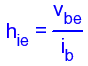 h_ie = v_be / i_b